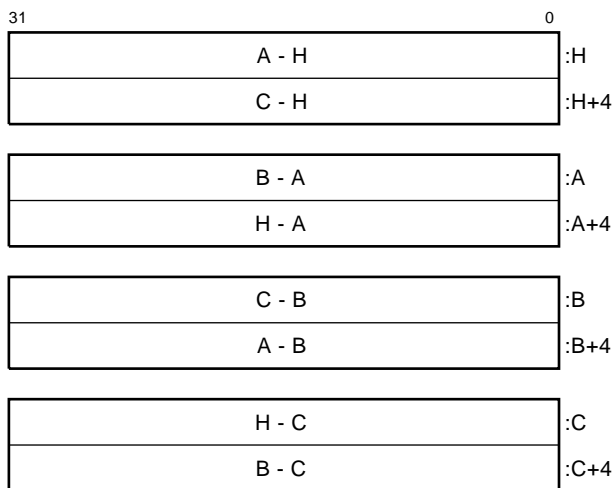 31 0
A - H :H
C - H :H+4
B - A :A
H - A :A+4
C - B :B
A - B :B+4
H - C :C
B - C :C+4